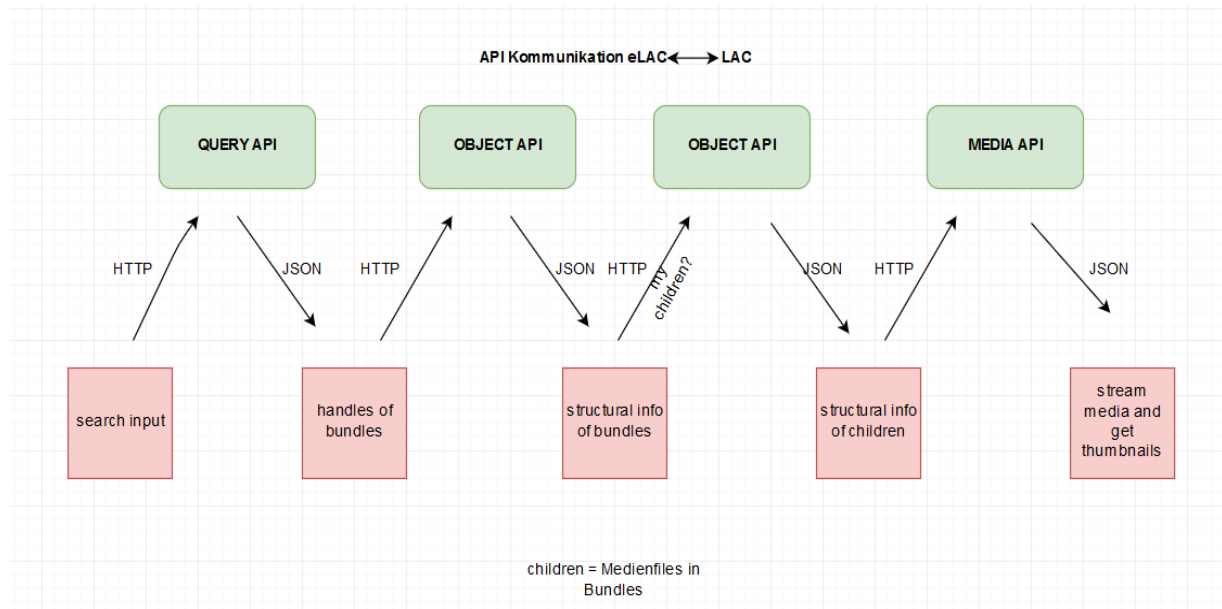 API Kommunikation eLAC LAC
QUERY API
OBJECT API
OBJECT API
MEDIA API
HTTP
JSON
HTTP
JSON
HTTP
my
children?
JSON
HTTP
JSON
search input
handles of
bundles
structural info
of bundles
structural info
of children
stream
media and
get
thumbnails
children = Medienfiles in
Bundles